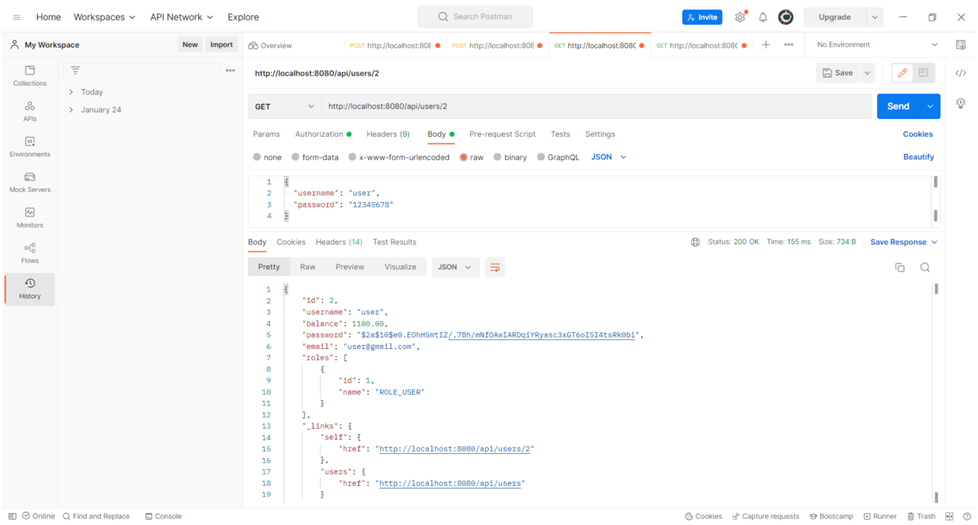 Home Workspaces API Network Explore Search Postman Invite Upgrade
My Workspace New Import Overview POST http://localhost:808 POST http://localhost:808 GET http://localhost:808 GET http://localhost:808 No Environment
http://localhost:8080/api/users/2 Save
Collections
Today
January 24
GET http://localhost:8080/api/users/2 Send
APIs
Params Authorization Headers (9) Body Pre-request Script Tests Settings Cookies
Environments
none form-data x-www-form-urlencoded raw binary GraphQL JSON Beautify
Mock Servers
1 {
2 "username": "user",
3 "password": "12345678"
4 }
Monitors
Flows
History
Body Cookies Headers (14) Test Results Status: 200 OK Time: 155 ms Size: 734 B Save Response
Pretty Raw Preview Visualize JSON
1 {
2 "id": 2,
3 "username": "user",
4 "balance": 1100.00,
5 "password": "$2a$10$e0.EOhH5mtIZ/.7Bh/mNfOAwIARDqiYRyasc3xGT6oI5I4tsRk0bi",
6 "email": "user@gmail.com",
7 "roles": [
8 {
9 "id": 1,
10 "name": "ROLE_USER"
11 }
12 ],
13 "_links": {
14 "self": {
15 "href": "http://localhost:8080/api/users/2"
16 },
17 "users": {
18 "href": "http://localhost:8080/api/users"
19 }
Online Find and Replace Console Cookies Capture requests Bootcamp Runner Trash